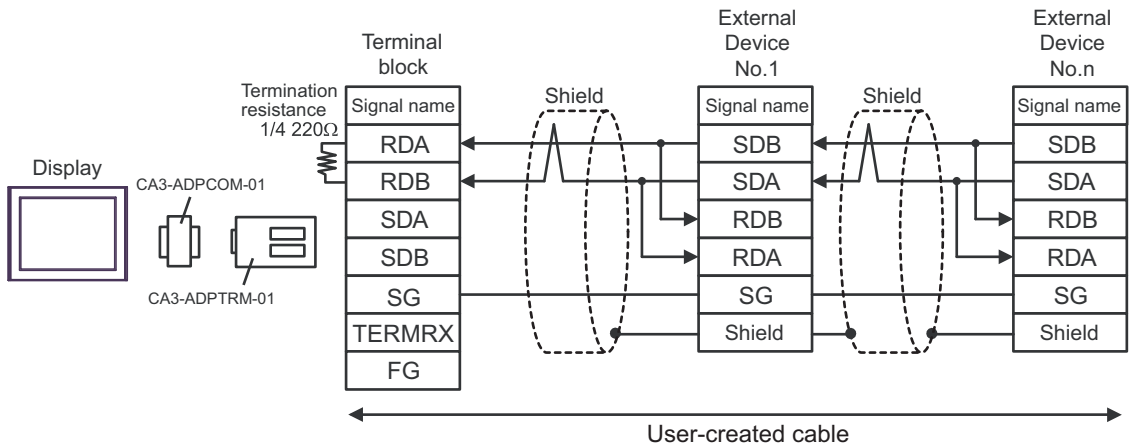 External
Device
No.1
External
Device
No.n
Terminal
block
Termination
resistance
1/4 220Ω
Shield
Shield
Display
CA3-ADPCOM-01
CA3-ADPTRM-01
Signal name
RDA
RDB
SDA
SDB
SG
TERMRX
FG
Signal name
SDB
SDA
RDB
RDA
SG
Shield
Signal name
SDB
SDA
RDB
RDA
SG
Shield
User-created cable